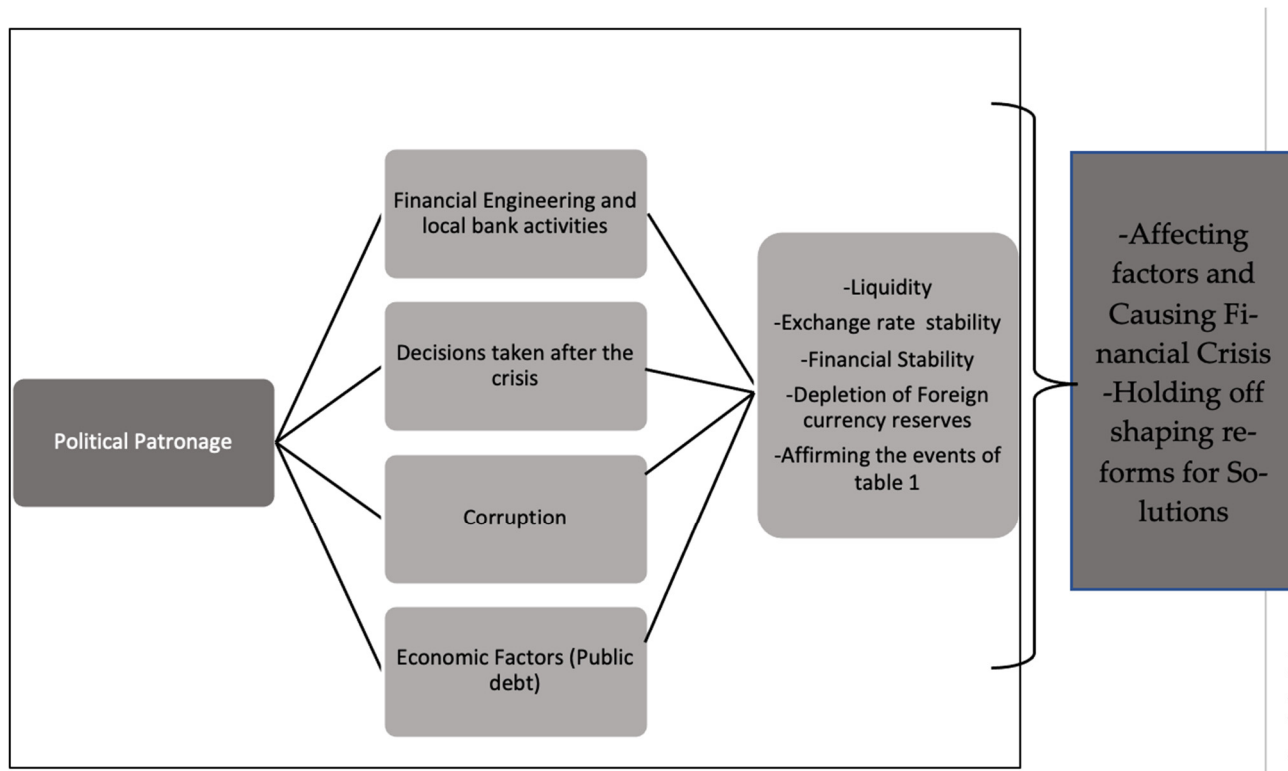 Political Patronage
Financial Engineering and
local bank activities
Decisions taken after the
crisis
Corruption
Economic Factors (Public
debt)
-Liquidity
-Exchange rate  stability
-Financial Stability
-Depletion of Foreign
currency reserves
-Affirming the events of
table 1
-Affecting
factors and
Causing Fi-
nancial Crisis
-Holding off
shaping re-
forms for So-
lutions